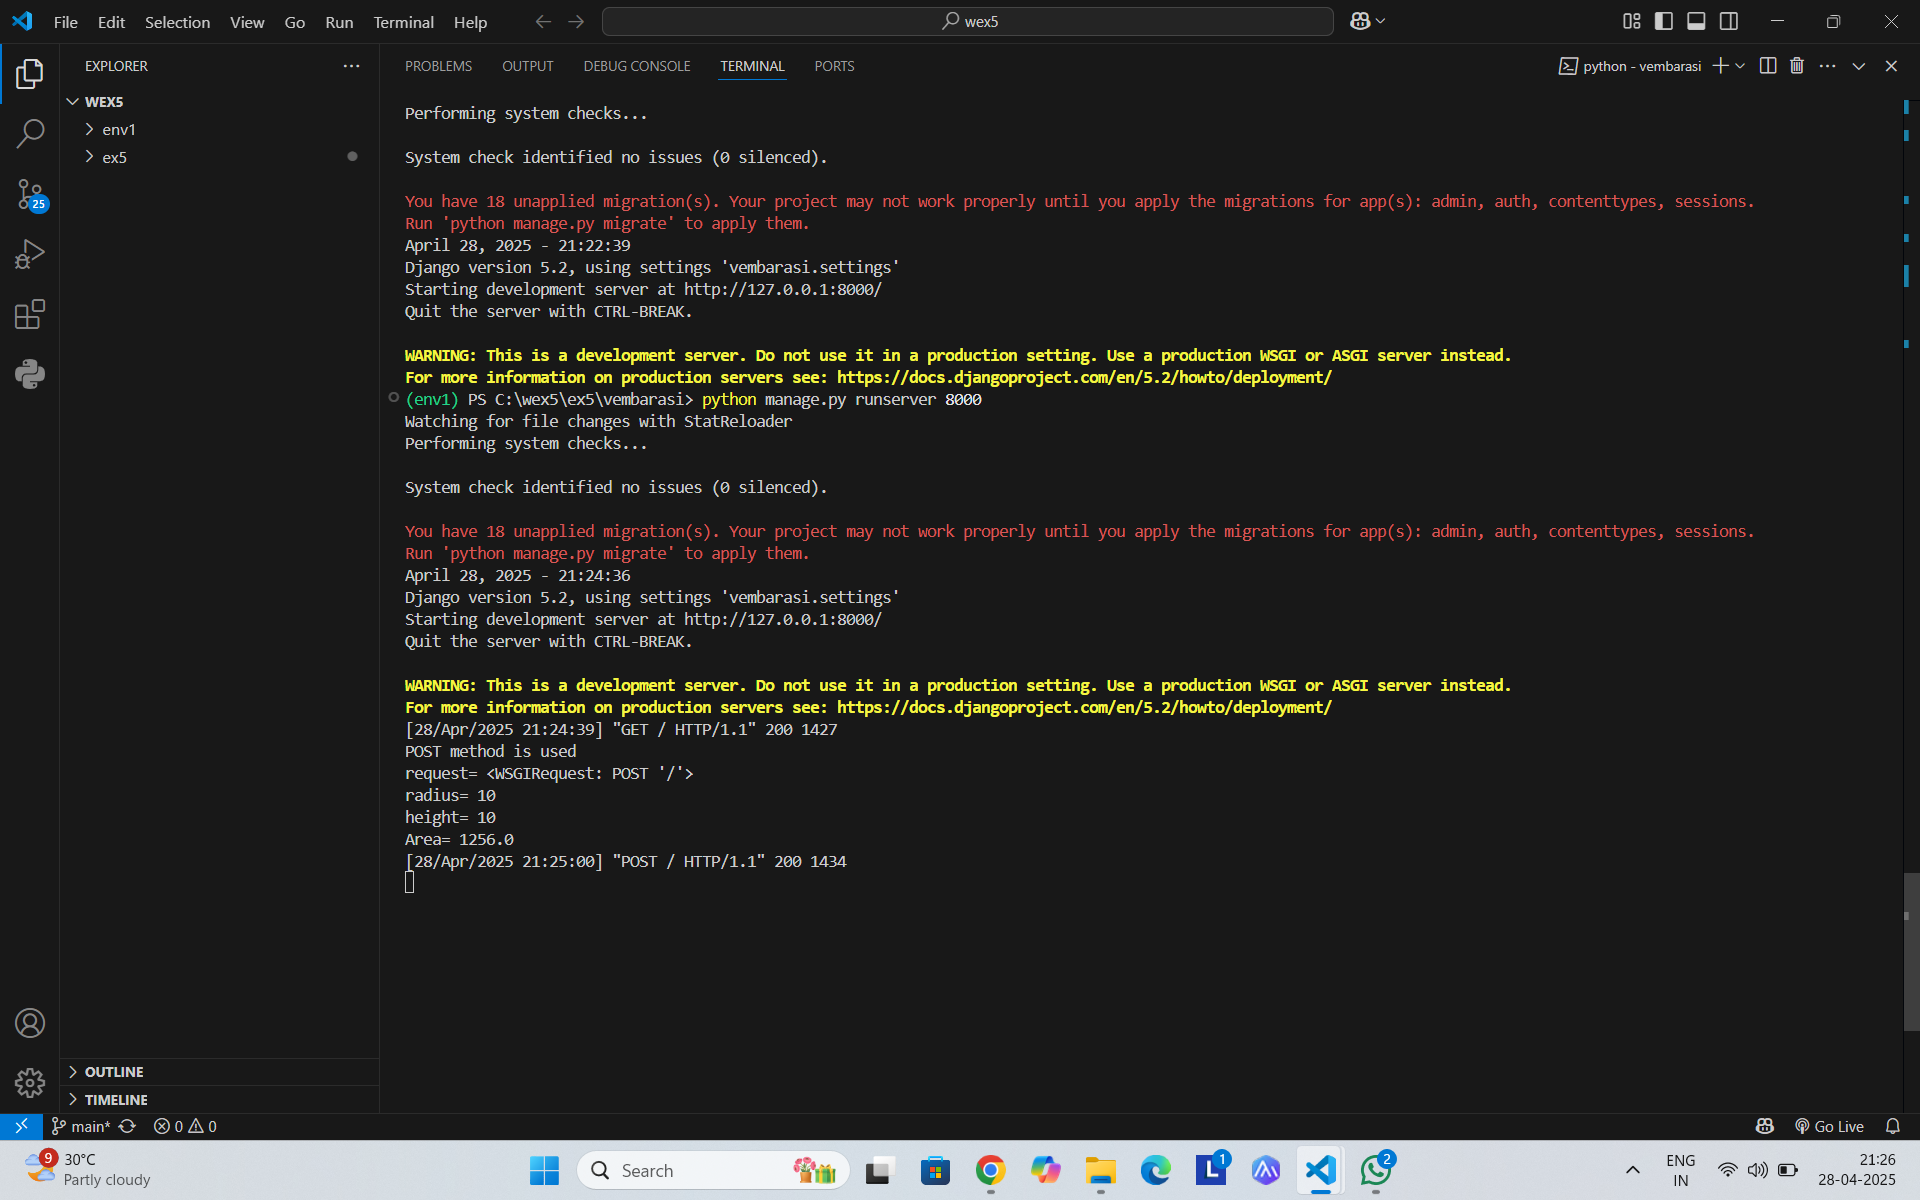 File Edit Selection View Go Run Terminal Help
wex5
EXPLORER
WEX5
env1
ex5
25
PROBLEMS OUTPUT DEBUG CONSOLE TERMINAL PORTS
python - vembarasi
Performing system checks...
System check identified no issues (0 silenced).
You have 18 unapplied migration(s). Your project may not work properly until you apply the migrations for app(s): admin, auth, contenttypes, sessions.
Run 'python manage.py migrate' to apply them.
April 28, 2025 - 21:22:39
Django version 5.2, using settings 'vembarasi.settings'
Starting development server at http://127.0.0.1:8000/
Quit the server with CTRL-BREAK.
WARNING: This is a development server. Do not use it in a production setting. Use a production WSGI or ASGI server instead.
For more information on production servers see: https://docs.djangoproject.com/en/5.2/howto/deployment/
(env1) PS C:\wex5\ex5\vembarasi> python manage.py runserver 8000
Watching for file changes with StatReloader
Performing system checks...
System check identified no issues (0 silenced).
You have 18 unapplied migration(s). Your project may not work properly until you apply the migrations for app(s): admin, auth, contenttypes, sessions.
Run 'python manage.py migrate' to apply them.
April 28, 2025 - 21:24:36
Django version 5.2, using settings 'vembarasi.settings'
Starting development server at http://127.0.0.1:8000/
Quit the server with CTRL-BREAK.
WARNING: This is a development server. Do not use it in a production setting. Use a production WSGI or ASGI server instead.
For more information on production servers see: https://docs.djangoproject.com/en/5.2/howto/deployment/
[28/Apr/2025 21:24:39] "GET / HTTP/1.1" 200 1427
POST method is used
request= <WSGIRequest: POST '/'>
radius= 10
height= 10
Area= 1256.0
[28/Apr/2025 21:25:00] "POST / HTTP/1.1" 200 1434
OUTLINE
TIMELINE
main* 0 0 Go Live
9
30°C
Partly cloudy
Search
L
1
2
ENG
IN
21:26
28-04-2025